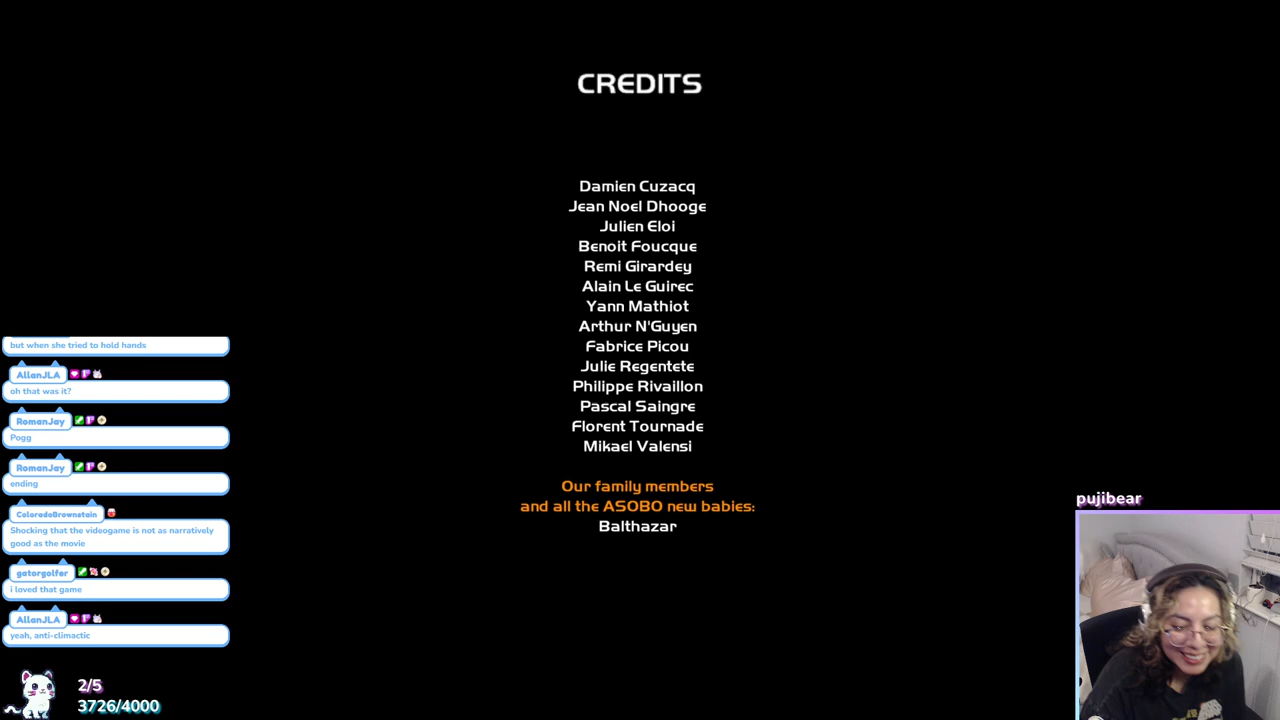 CREDITS
Damien Cuzacq
Jean Noel Dhooge
Julien Eloi
Benoit Foucque
Remi Girardey
Alain Le Guirec
Yann Mathiot
Arthur N'Guyen
Fabrice Picou
Julie Regentete
Philippe Rivaillon
Pascal Saingre
Florent Tournade
Mikael Valensi
Our family members
and all the ASOBO new babies:
Balthazar
but when she tried to hold hands
AllanJLA
oh that was it?
RomanJay
Pogg
RomanJay
ending
ColoradoBrownstain
Shocking that the videogame is not as narratively
good as the movie
gatorgolfer
i loved that game
AllanJLA
yeah, anti-climactic
2/5
3726/4000
pujibear